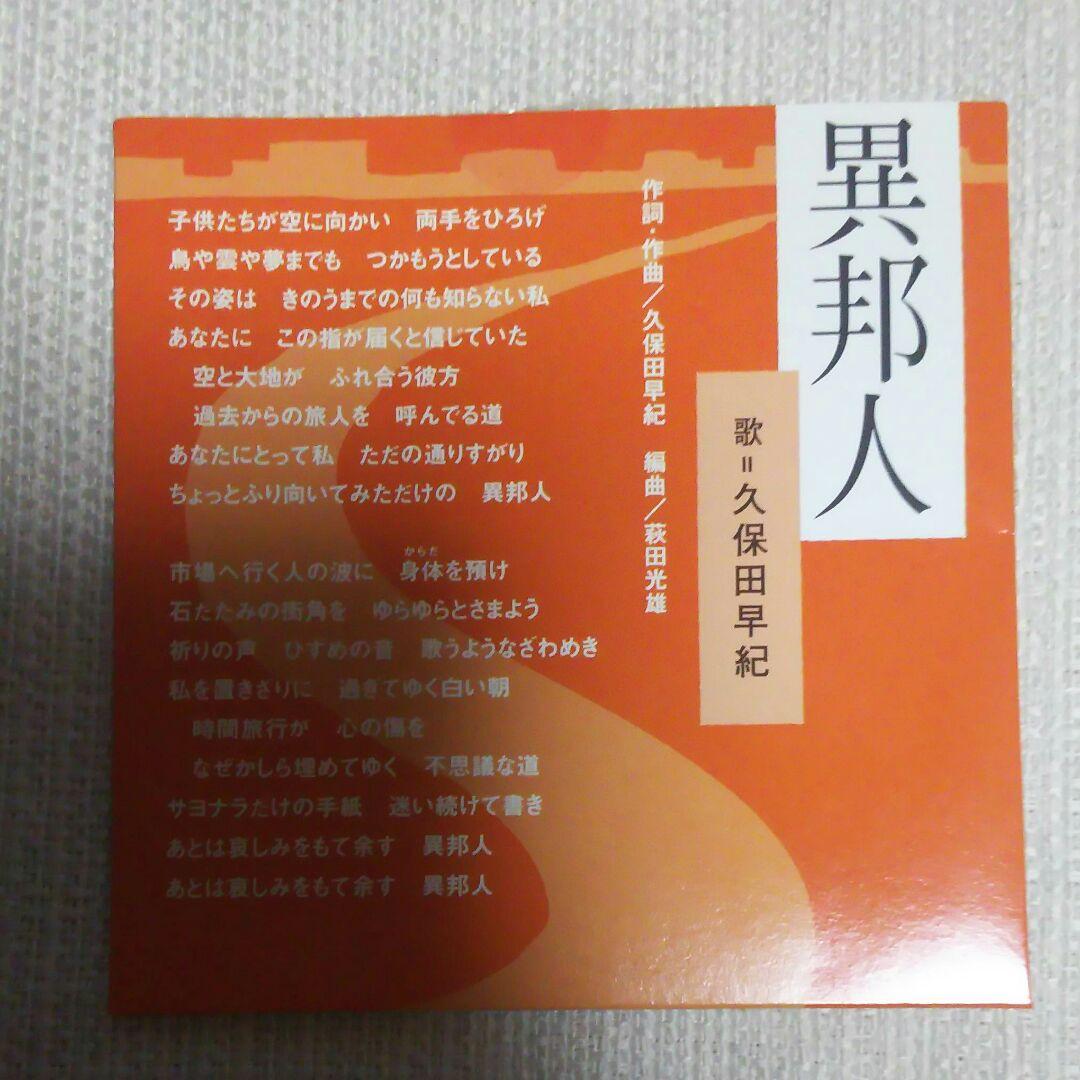 異邦人
歌=久保田早紀
作詞・作曲/久保田早紀 編曲/萩田光雄
子供たちが空に向かい 両手をひろげ
鳥や雲や夢までも つかもうとしている
その姿は きのうまでの何も知らない私
あなたに この指が届くと信じていた
空と大地が ふれ合う彼方
過去からの旅人を 呼んでる道
あなたにとって私 ただの通りすがり
ちょっとふり向いてみただけの 異邦人
からだ
市場へ行く人の波に 身体を預け
石だたみの街角を ゆらゆらとさまよう
祈りの声 ひずめの音 歌うようなざわめき
私を置きざりに 過ぎてゆく白い朝
時間旅行が 心の傷を
なぜかしら埋めてゆく 不思議な道
サヨナラだけの手紙 迷い続けて書き
あとは哀しみをもて余す 異邦人
あとは哀しみをもて余す 異邦人